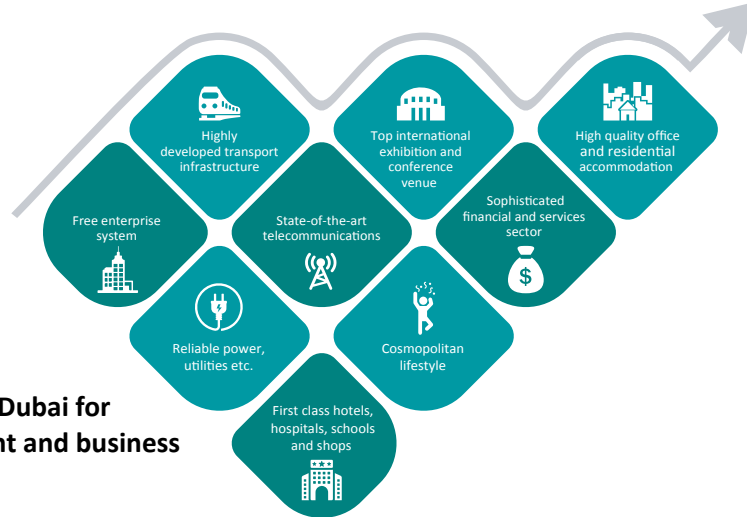 Highly
developed transport
infrastructure
Top international
exhibition and
conference
venue
High quality office
and residential
accommodation
Free enterprise
system
State-of-the-art
telecommunications
Sophisticated
financial and services
sector
$
Reliable power,
utilities etc.
Cosmopolitan
lifestyle
First class hotels,
hospitals, schools
and shops
Dubai for
nt and business